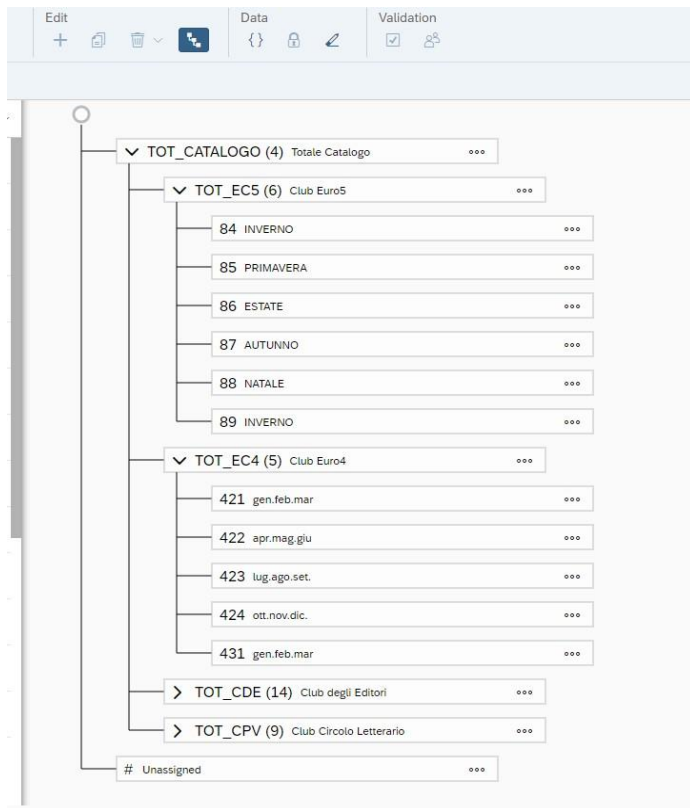 Edit Data Validation
{}
TOT_CATALOGO (4) Totale Catalogo
TOT_EC5 (6) Club Euro5
84 INVERNO
85 PRIMAVERA
86 ESTATE
87 AUTUNNO
88 NATALE
89 INVERNO
TOT_EC4 (5) Club Euro4
421 gen.feb.mar
422 apr.mag.giu
423 lug.ago.set.
424 ott.nov.dic.
431 gen.feb.mar
TOT_CDE (14) Club degli Editori
TOT_CPV (9) Club Circolo Letterario
# Unassigned